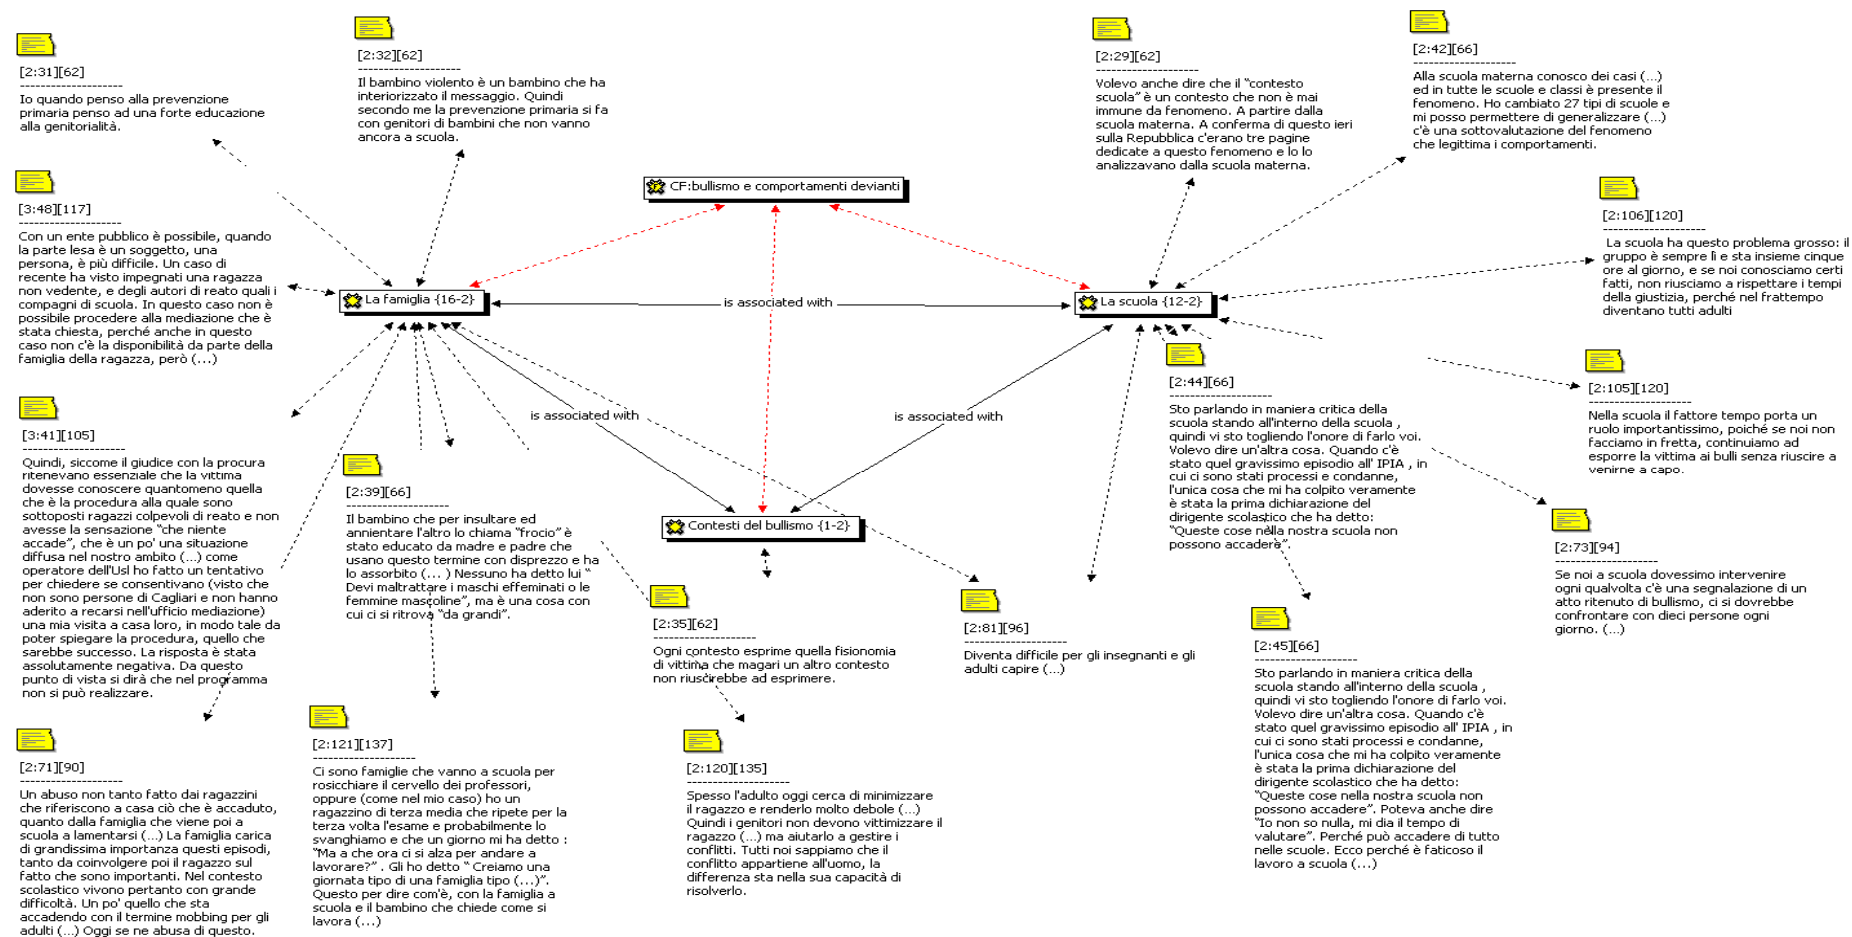 [2:31][62]
--------------------
Io quando penso alla prevenzione
primaria penso ad una forte educazione
alla genitorialità.
[2:32][62]
--------------------
Il bambino violento è un bambino che ha
interiorizzato il messaggio. Quindi
secondo me la prevenzione primaria si fa
con genitori di bambini che non vanno
ancora a scuola.
[2:29][62]
--------------------
Volevo anche dire che il "contesto
scuola" è un contesto che non è mai
immune da fenomeno. A partire dalla
scuola materna. A conferma di questo ieri
sulla Repubblica c'erano tre pagine
dedicate a questo fenomeno e lo lo
analizzavano dalla scuola materna.
[2:42][66]
--------------------
Alla scuola materna conosco dei casi (...)
ed in tutte le scuole e classi è presente il
fenomeno. Ho cambiato 27 tipi di scuole e
mi posso permettere di generalizzare (...)
c'è una sottovalutazione del fenomeno
che legittima i comportamenti.
CF:bullismo e comportamenti devianti
[3:48][117]
--------------------
Con un ente pubblico è possibile, quando
la parte lesa è un soggetto, una
persona, è più difficile. Un caso di
recente ha visto impegnati una ragazza
non vedente, e degli autori di reato quali i
compagni di scuola. In questo caso non è
possibile procedere alla mediazione che è
stata chiesta, perché anche in questo
caso non c'è la disponibilità da parte della
famiglia della ragazza, però (...)
[2:106][120]
--------------------
La scuola ha questo problema grosso: il
gruppo è sempre lì e sta insieme cinque
ore al giorno, e se noi conosciamo certi
fatti, non riusciamo a rispettare i tempi
della giustizia, perché nel frattempo
diventano tutti adulti
La famiglia {16-2}
is associated with
La scuola {12-2}
[2:44][66]
--------------------
Sto parlando in maniera critica della
scuola stando all'interno della scuola ,
quindi vi sto togliendo l'onore di farlo voi.
Volevo dire un'altra cosa. Quando c'è
stato quel gravissimo episodio all' IPIA , in
cui ci sono stati processi e condanne,
l'unica cosa che mi ha colpito veramente
è stata la prima dichiarazione del
dirigente scolastico che ha detto:
"Queste cose nella nostra scuola non
possono accadere".
[2:105][120]
--------------------
Nella scuola il fattore tempo porta un
ruolo importantissimo, poiché se noi non
facciamo in fretta, continuiamo ad
esporre la vittima ai bulli senza riuscire a
venirne a capo.
is associated with
is associated with
[3:41][105]
--------------------
Quindi, siccome il giudice con la procura
ritenevano essenziale che la vittima
dovesse conoscere quantomeno quella
che è la procedura alla quale sono
sottoposti ragazzi colpevoli di reato e non
avesse la sensazione "che niente
accade", che è un po' una situazione
diffusa nel nostro ambito (...) come
operatore dell'Usl ho fatto un tentativo
per chiedere se consentivano (visto che
non sono persone di Cagliari e non hanno
aderito a recarsi nell'ufficio mediazione)
una mia visita a casa loro, in modo tale da
poter spiegare la procedura, quello che
sarebbe successo. La risposta è stata
assolutamente negativa. Da questo
punto di vista si dirà che nel programma
non si può realizzare.
[2:39][66]
--------------------
Il bambino che per insultare ed
annientare l'altro lo chiama "frocio" è
stato educato da madre e padre che
usano questo termine con disprezzo e ha
lo assorbito (... ) Nessuno ha detto lui "
Devi maltrattare i maschi effeminati o le
femmine mascoline", ma è una cosa con
cui ci si ritrova "da grandi".
Contesti del bullismo {1-2}
[2:73][94]
--------------------
Se noi a scuola dovessimo intervenire
ogni qualvolta c'è una segnalazione di un
atto ritenuto di bullismo, ci si dovrebbe
confrontare con dieci persone ogni
giorno. (...)
[2:35][62]
--------------------
Ogni contesto esprime quella fisionomia
di vittima che magari un altro contesto
non riuscirebbe ad esprimere.
[2:81][96]
--------------------
Diventa difficile per gli insegnanti e gli
adulti capire (...)
[2:45][66]
--------------------
Sto parlando in maniera critica della
scuola stando all'interno della scuola ,
quindi vi sto togliendo l'onore di farlo voi.
Volevo dire un'altra cosa. Quando c'è
stato quel gravissimo episodio all' IPIA , in
cui ci sono stati processi e condanne,
l'unica cosa che mi ha colpito veramente
è stata la prima dichiarazione del
dirigente scolastico che ha detto:
"Queste cose nella nostra scuola non
possono accadere". Poteva anche dire
"Io non so nulla, mi dia il tempo di
valutare". Perché può accadere di tutto
nelle scuole. Ecco perché è faticoso il
lavoro a scuola (...)
[2:71][90]
--------------------
Un abuso non tanto fatto dai ragazzini
che riferiscono a casa ciò che è accaduto,
quanto dalla famiglia che viene poi a
scuola a lamentarsi (...) La famiglia carica
di grandissima importanza questi episodi,
tanto da coinvolgere poi il ragazzo sul
fatto che sono importanti. Nel contesto
scolastico vivono pertanto con grande
difficoltà. Un po' quello che sta
accadendo con il termine mobbing per gli
adulti (...) Oggi se ne abusa di questo.
[2:121][137]
--------------------
Ci sono famiglie che vanno a scuola per
rosicchiare il cervello dei professori,
oppure (come nel mio caso) ho un
ragazzino di terza media che ripete per la
terza volta l'esame e probabilmente lo
svanghiamo e che un giorno mi ha detto :
"Ma a che ora ci si alza per andare a
lavorare?" . Gli ho detto " Creiamo una
giornata tipo di una famiglia tipo (...)".
Questo per dire com'è, con la famiglia a
scuola e il bambino che chiede come si
lavora (...)
[2:120][135]
--------------------
Spesso l'adulto oggi cerca di minimizzare
il ragazzo e renderlo molto debole (...)
Quindi i genitori non devono vittimizzare il
ragazzo (...) ma aiutarlo a gestire i
conflitti. Tutti noi sappiamo che il
conflitto appartiene all'uomo, la
differenza sta nella sua capacità di
risolverlo.